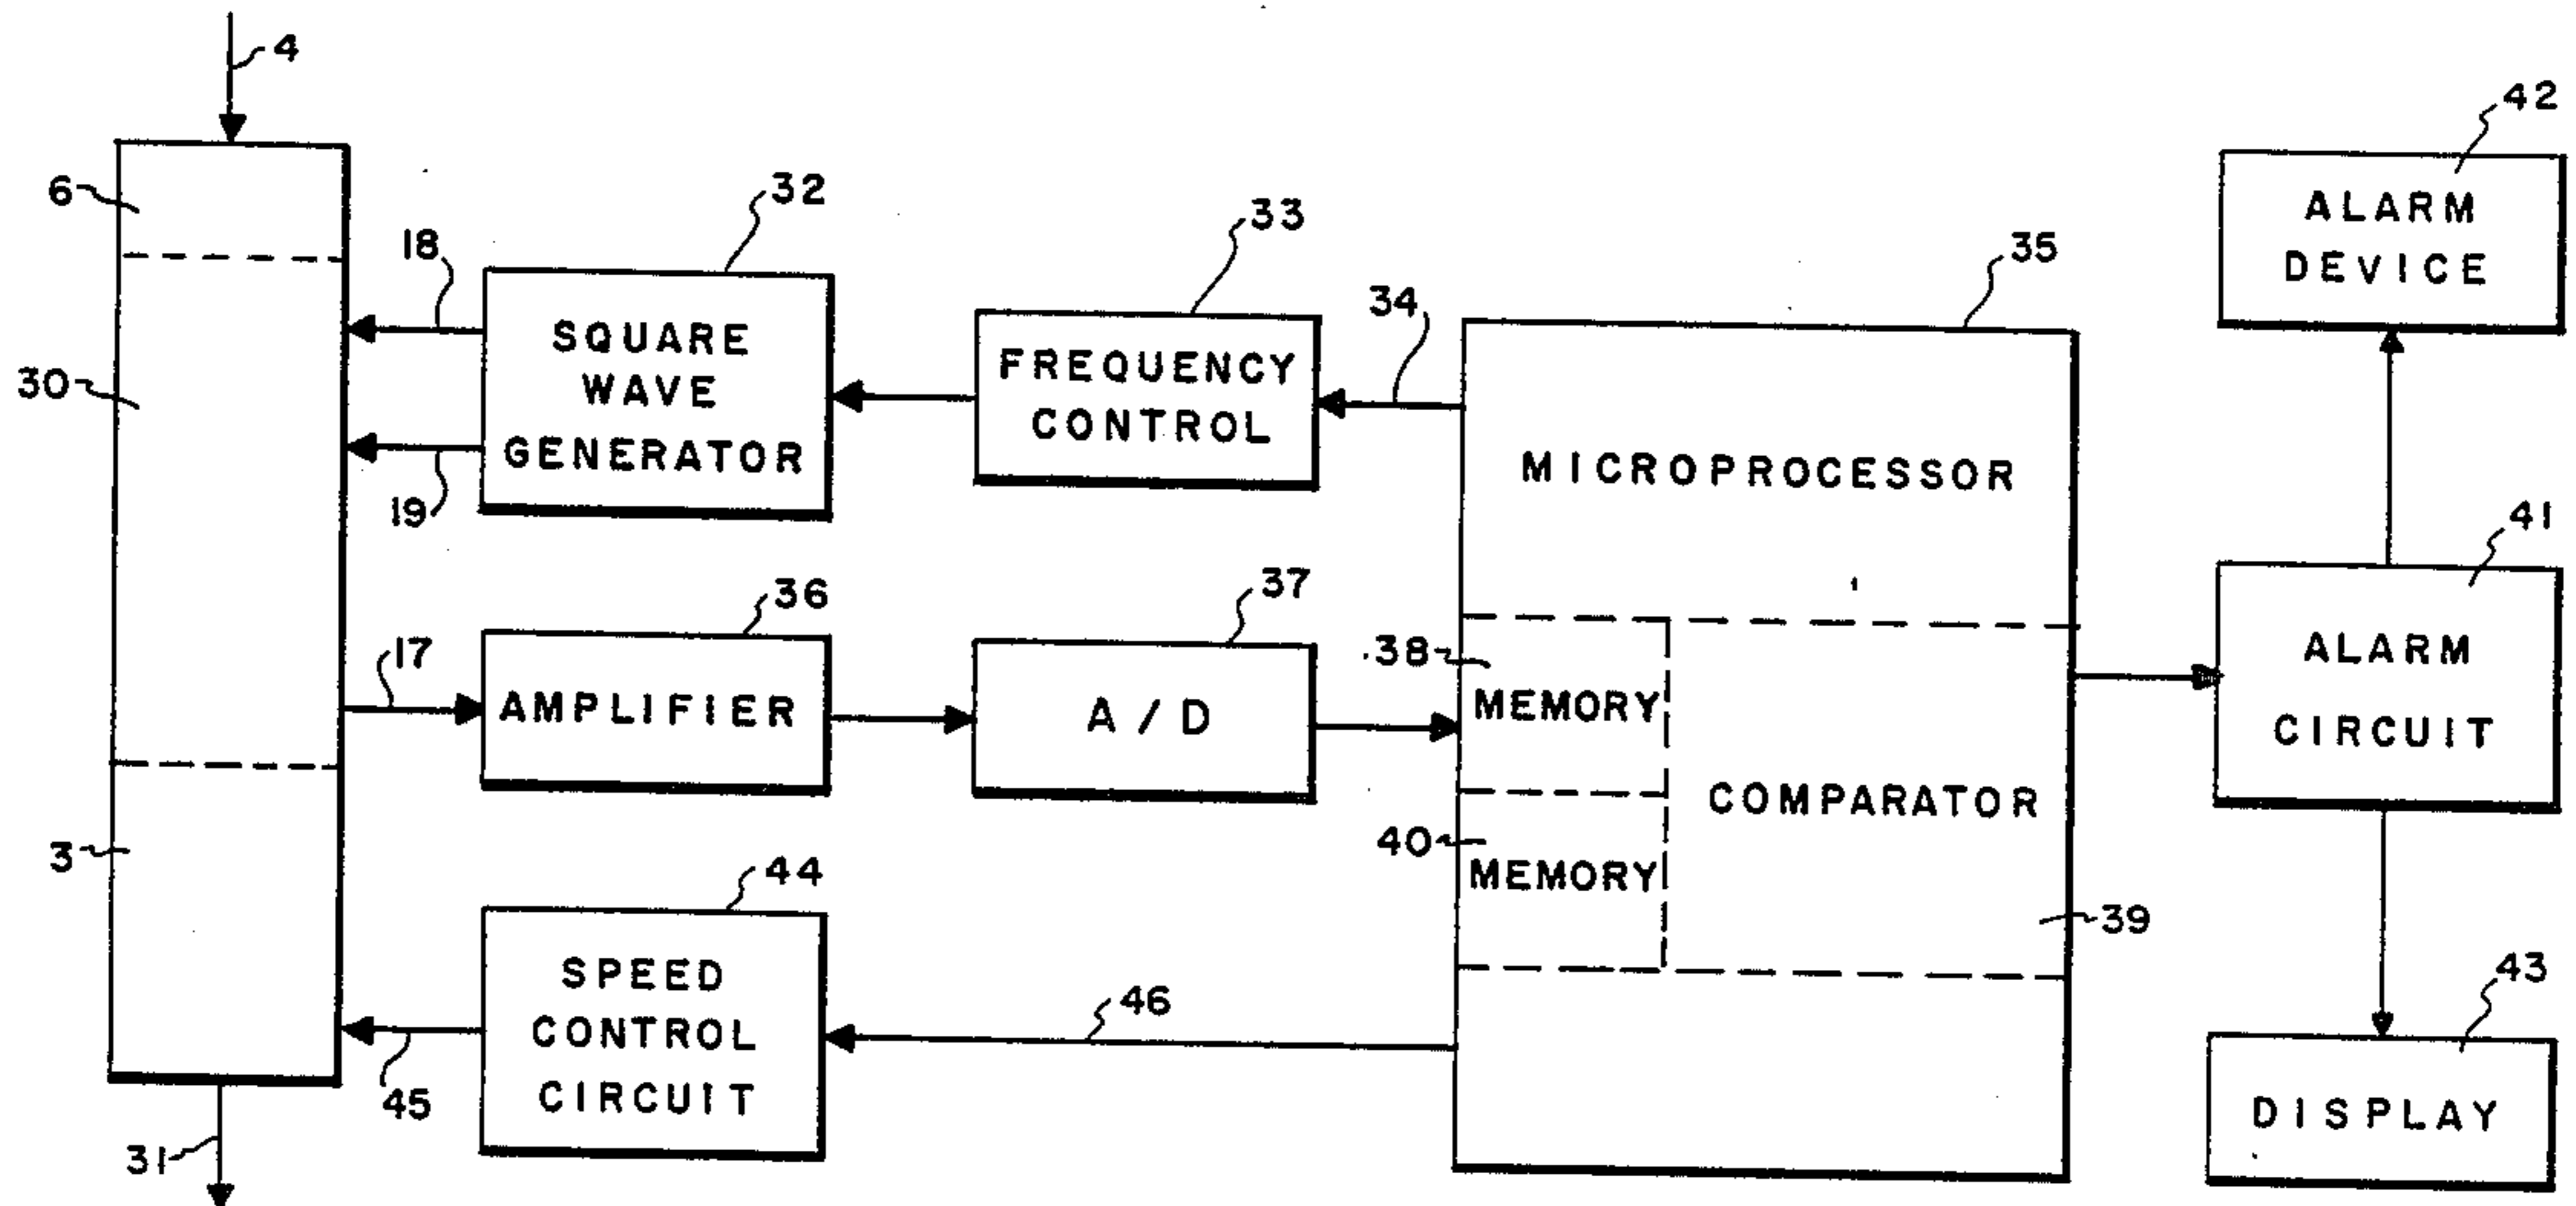 4
6
30
3
31
18
19
17
45
32
SQUARE
WAVE
GENERATOR
33
FREQUENCY
CONTROL
34
35
MICROPROCESSOR
36
AMPLIFIER
37
A/D
38
MEMORY
40
MEMORY
COMPARATOR
39
44
SPEED
CONTROL
CIRCUIT
46
42
ALARM
DEVICE
41
ALARM
CIRCUIT
43
DISPLAY